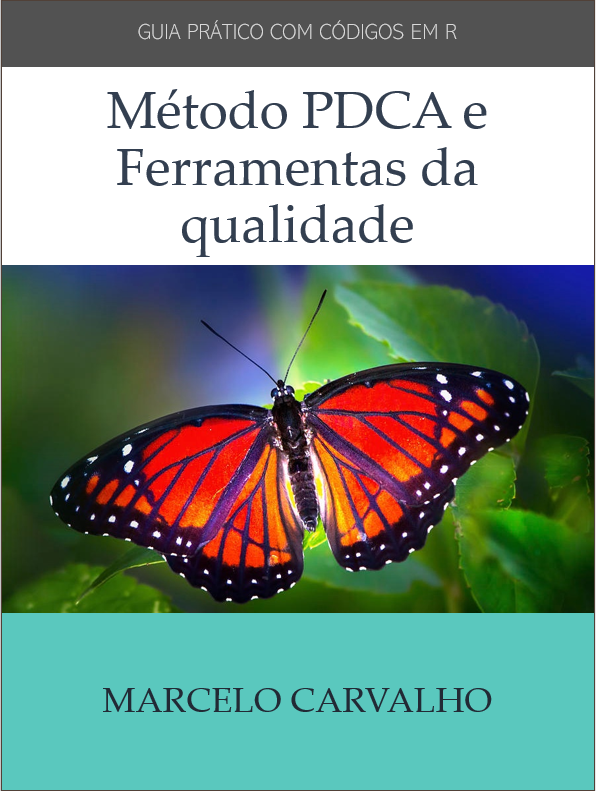 GUIA PRÁTICO COM CÓDIGOS EM R
Método PDCA e
Ferramentas da
qualidade
MARCELO CARVALHO